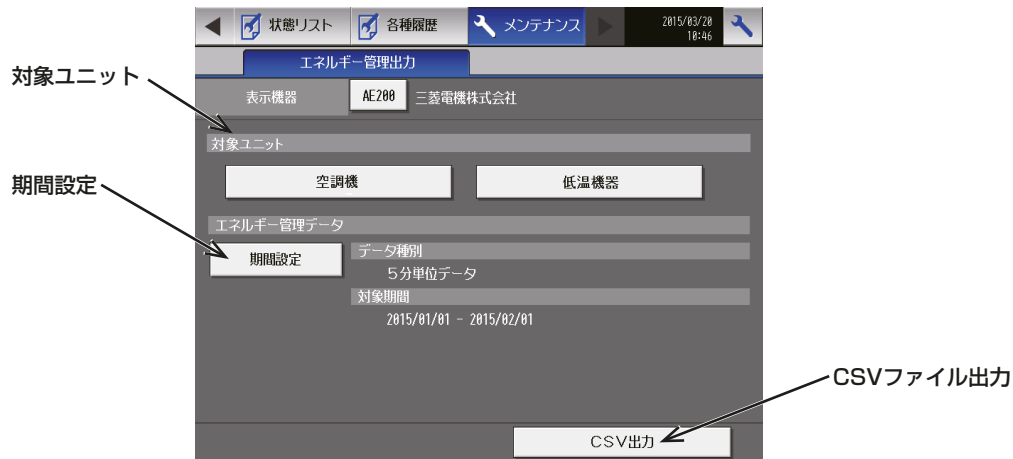 状態リスト
各種履歴
メンテナンス
2015/03/20
10:46
エネルギー管理出力
対象ユニット
表示機器
AE200
三菱電機株式会社
対象ユニット
空調機
低温機器
期間設定
エネルギー管理データ
期間設定
データ種別
5分単位データ
対象期間
2015/01/01 - 2015/02/01
CSVファイル出力
CSV出力